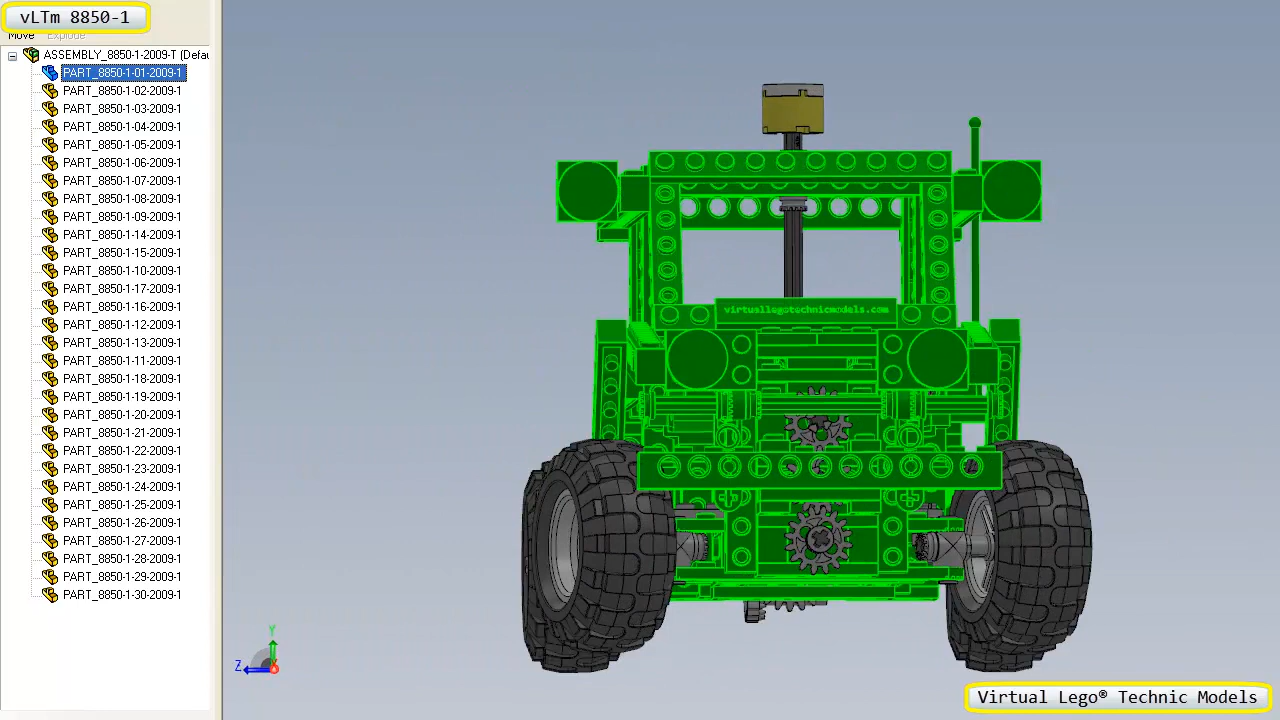 vLTm 8850-1
Move Explode
ASSEMBLY_8850-1-2009-T (Defau
PART_8850-1-01-2009-1
PART_8850-1-02-2009-1
PART_8850-1-03-2009-1
PART_8850-1-04-2009-1
PART_8850-1-05-2009-1
PART_8850-1-06-2009-1
PART_8850-1-07-2009-1
PART_8850-1-08-2009-1
PART_8850-1-09-2009-1
PART_8850-1-14-2009-1
PART_8850-1-15-2009-1
PART_8850-1-10-2009-1
PART_8850-1-17-2009-1
PART_8850-1-16-2009-1
PART_8850-1-12-2009-1
PART_8850-1-13-2009-1
PART_8850-1-11-2009-1
PART_8850-1-18-2009-1
PART_8850-1-19-2009-1
PART_8850-1-20-2009-1
PART_8850-1-21-2009-1
PART_8850-1-22-2009-1
PART_8850-1-23-2009-1
PART_8850-1-24-2009-1
PART_8850-1-25-2009-1
PART_8850-1-26-2009-1
PART_8850-1-27-2009-1
PART_8850-1-28-2009-1
PART_8850-1-29-2009-1
PART_8850-1-30-2009-1
virtuallegotechnicmodels.com
Y
Z
Virtual Lego® Technic Models